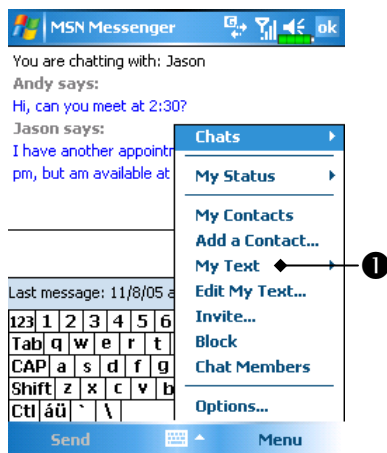 MSN Messenger ok
You are chatting with: Jason
Andy says:
Hi, can you meet at 2:30?
Jason says:
I have another
pm, but am available at
Chats
My Status
My Contacts
Add a Contact...
My Text
1
Edit My Text...
Invite...
Block
Chat Members
Options...
Last message: 11/8/05
123 1 2 3 4 5 6
Tab q w e r t
CAP a s d f g
Shift z x c v b
Ctl áü ` \
Send Menu